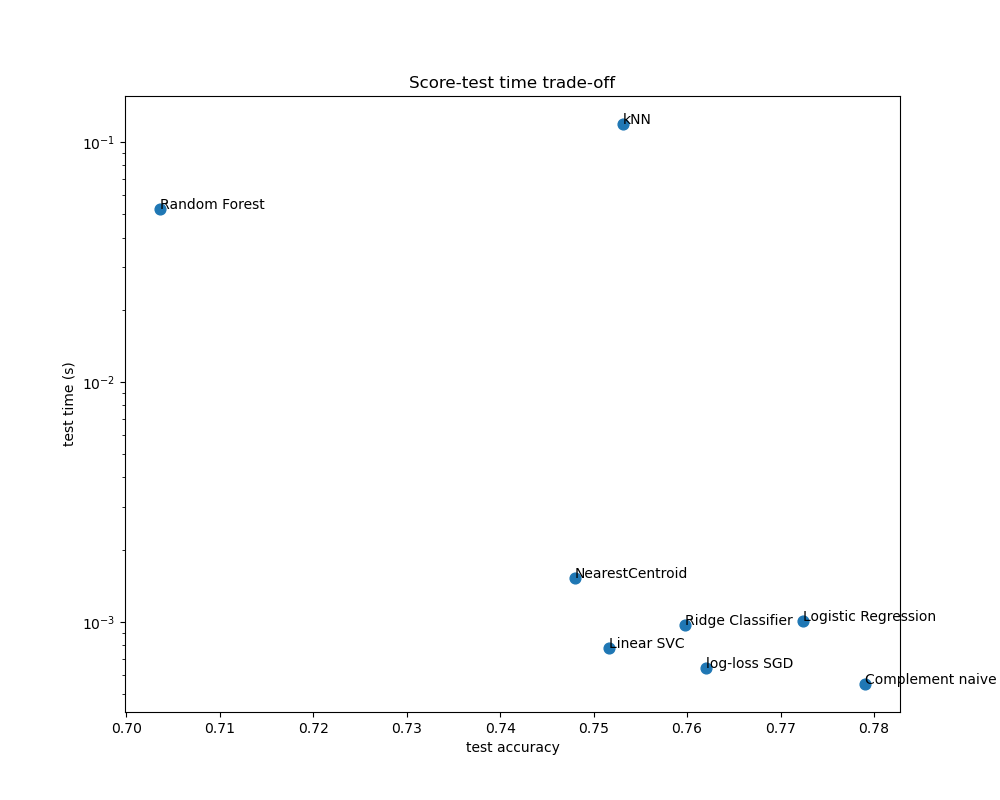 Score-test time trade-off
kNN
10⁻¹
Random Forest
test time (s)
10⁻²
NearestCentroid
10⁻³
Ridge Classifier
Logistic Regression
Linear SVC
log-loss SGD
Complement naive
0.70 0.71 0.72 0.73 0.74 0.75 0.76 0.77 0.78
test accuracy